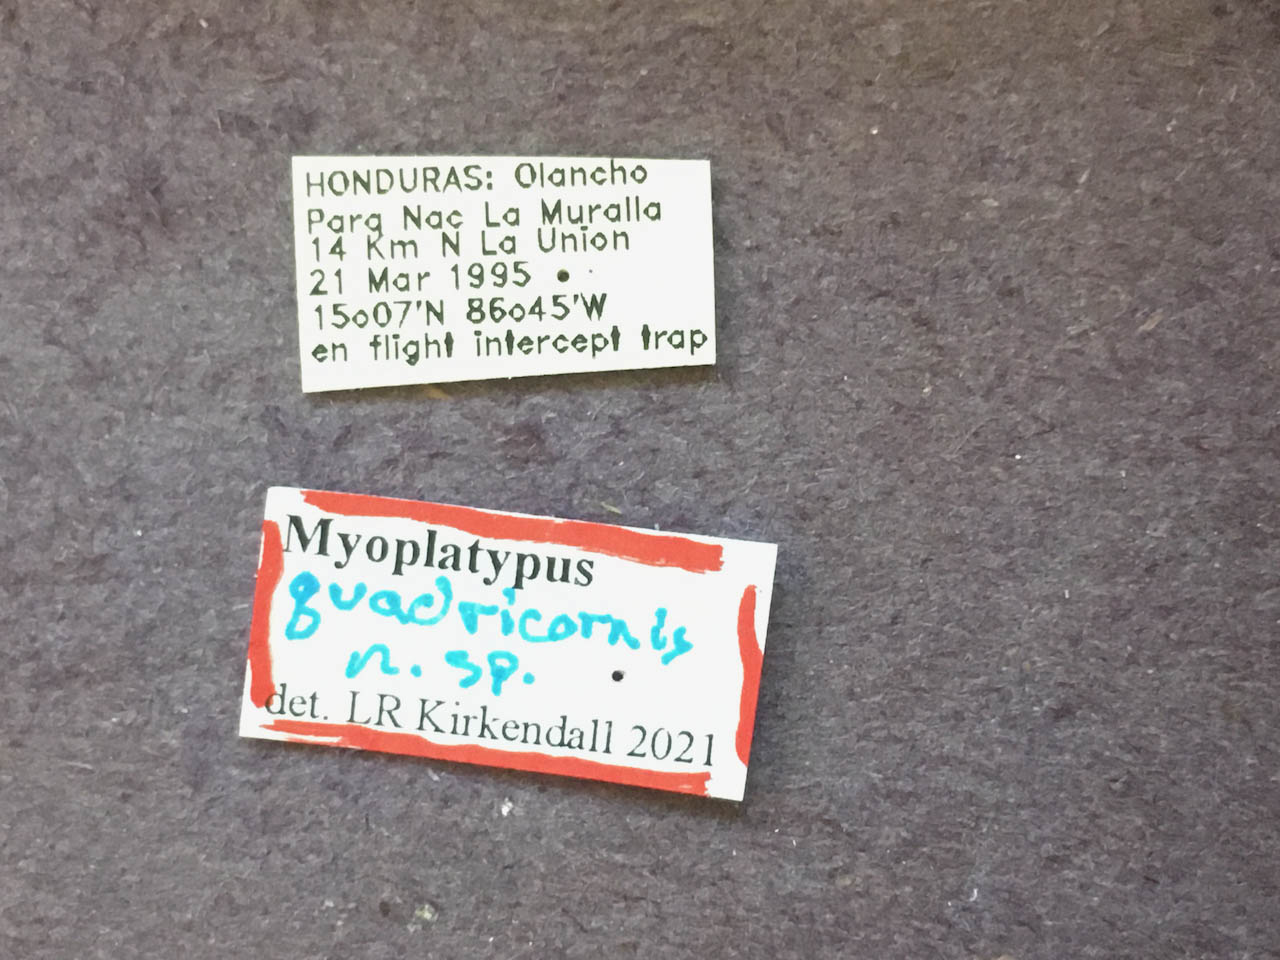 HONDURAS: Olancho
Parq Nac La Muralla
14 Km N La Union
21 Mar 1995
15o07'N 86o45'W
en flight intercept trap
Myoplatypus
quadricornis
n. sp.
det. LR Kirkendall 2021